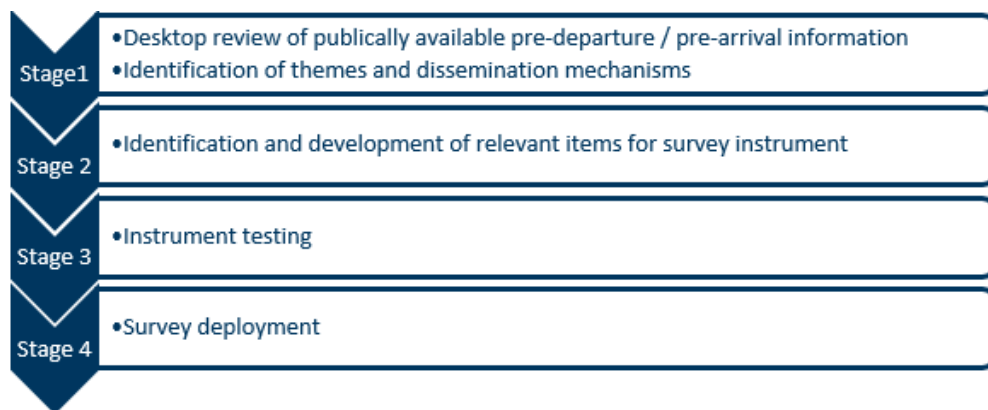 Stage1
•Desktop review of publically available pre-departure / pre-arrival information
•Identification of themes and dissemination mechanisms
Stage 2
•Identification and development of relevant items for survey instrument
Stage 3
•Instrument testing
Stage 4
•Survey deployment